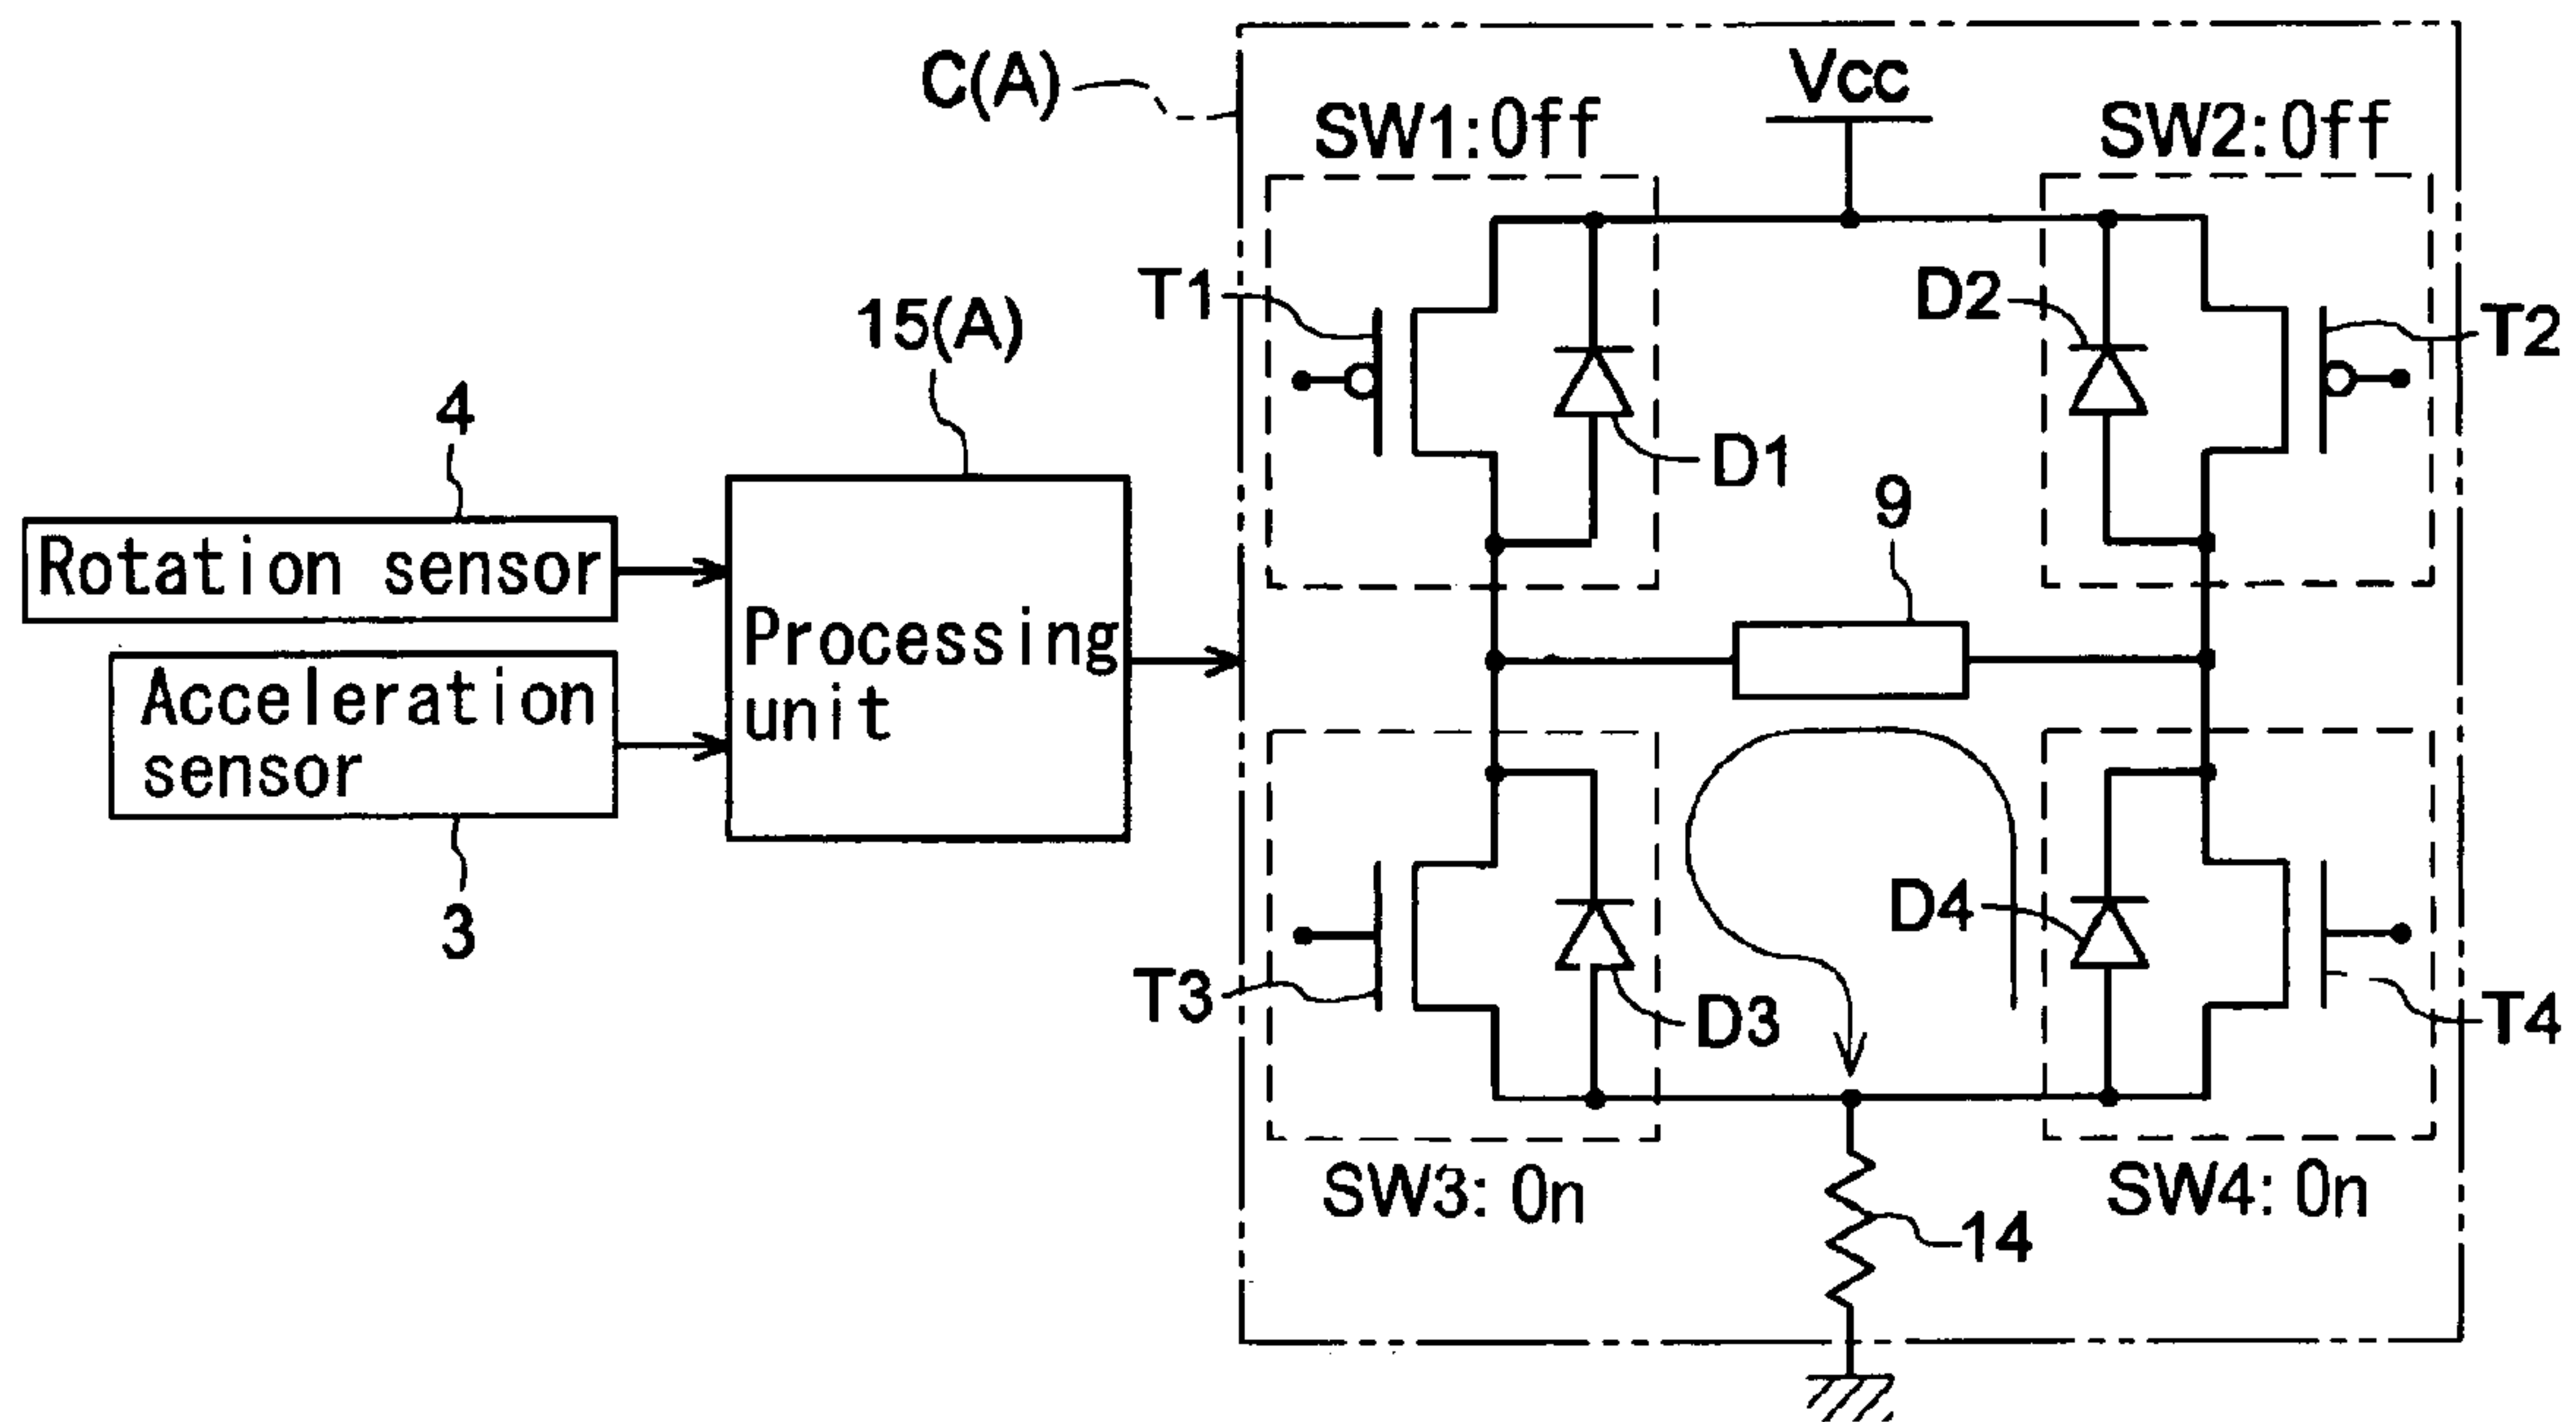 C(A)
Vcc
SW1:Off
SW2:Off
T1
D2
T2
15(A)
4
D1
9
Rotation sensor
Processing
unit
Acceleration
sensor
3
D4
T3
D3
T4
SW3: On
SW4: On
14